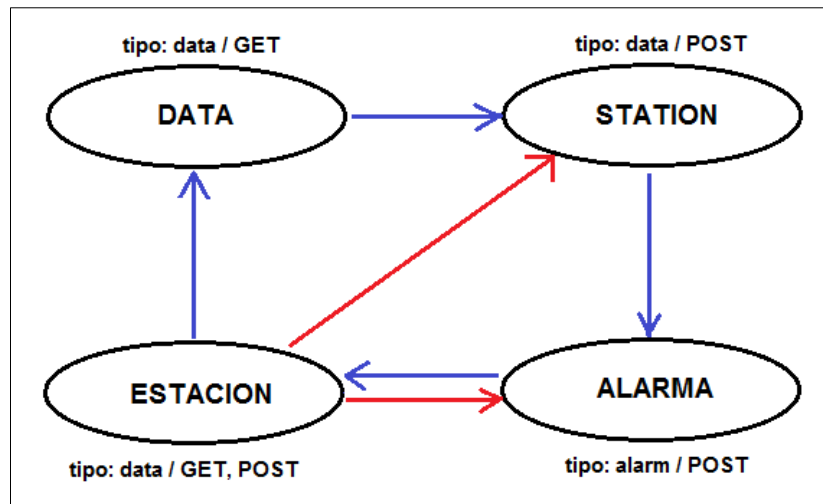 tipo: data / GET
tipo: data / POST
DATA
STATION
ESTACION
ALARMA
tipo: data / GET, POST
tipo: alarm / POST